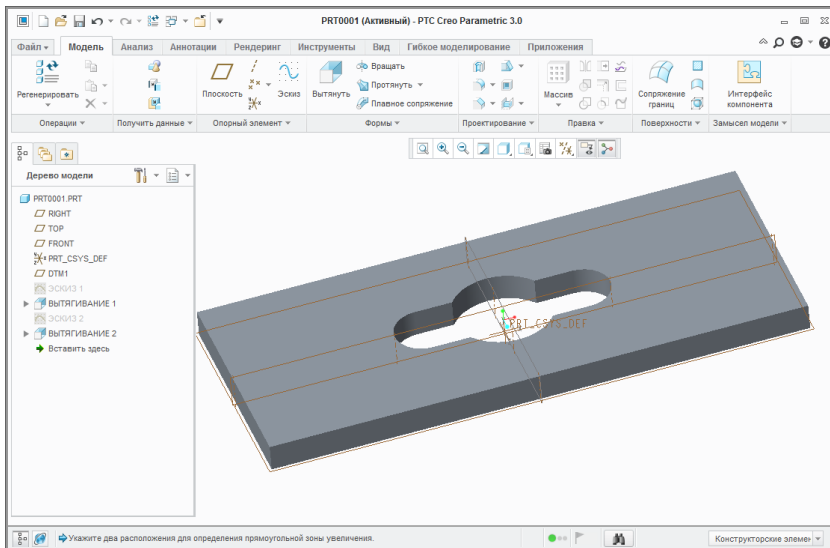 PRT0001 (Активный) - PTC Creo Parametric 3.0
Файл Модель Анализ Аннотации Рендеринг Инструменты Вид Гибкое моделирование Приложения
Регенерировать Плоскость Эскиз Вытянуть Вращать Протянуть Плавное сопряжение Массив Сопряжение границ Интерфейс компонента
Операции Получить данные Опорный элемент Формы Проектирование Правка Поверхности Замысел модели
Дерево модели
PRT0001.PRT
RIGHT
TOP
FRONT
PRT_CSYS_DEF
DTM1
ЭСКИЗ 1
ВЫТЯГИВАНИЕ 1
ЭСКИЗ 2
ВЫТЯГИВАНИЕ 2
Вставить здесь
PRT_CSYS_DEF
Укажите два расположения для определения прямоугольной зоны увеличения.
Конструкторские элемен